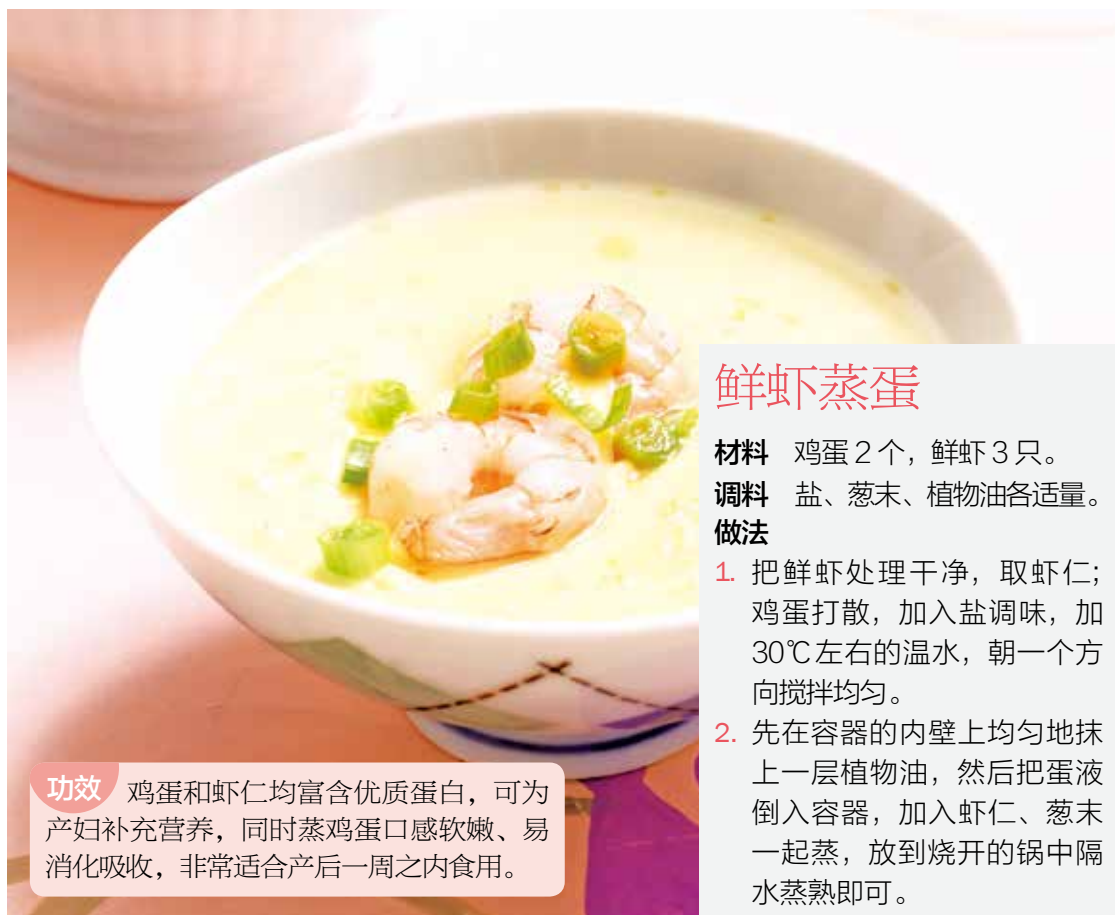 鲜虾蒸蛋
材料 鸡蛋2个，鲜虾3只。
调料 盐、葱末、植物油各适量。
做法
1. 把鲜虾处理干净，取虾仁；
鸡蛋打散，加入盐调味，加
30℃左右的温水，朝一个方
向搅拌均匀。
2. 先在容器的内壁上均匀地抹
上一层植物油，然后把蛋液
倒入容器，加入虾仁、葱末
一起蒸，放到烧开的锅中隔
水蒸熟即可。
功效 鸡蛋和虾仁均富含优质蛋白，可为
产妇补充营养，同时蒸鸡蛋口感软嫩、易
消化吸收，非常适合产后一周之内食用。